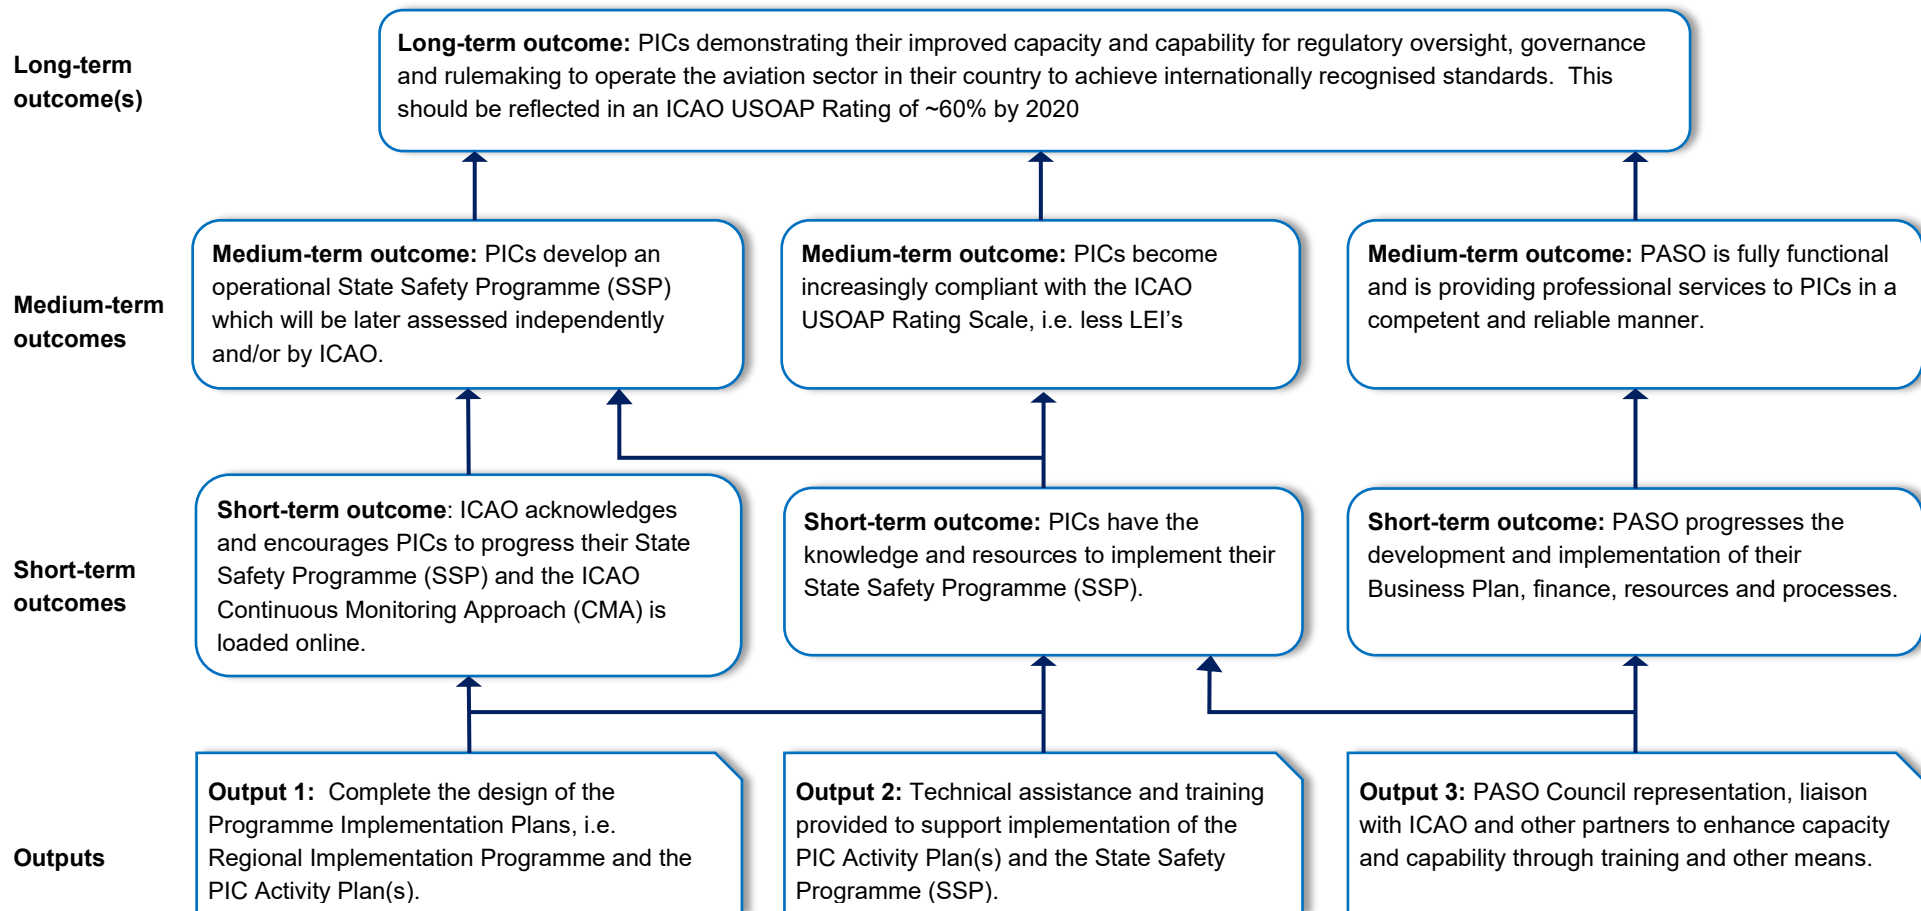 Long-term
outcome(s)
Long-term outcome: PICs demonstrating their improved capacity and capability for regulatory oversight, governance
and rulemaking to operate the aviation sector in their country to achieve internationally recognised standards.  This
should be reflected in an ICAO USOAP Rating of ~60% by 2020
Medium-term
outcomes
Medium-term outcome: PICs develop an
operational State Safety Programme (SSP)
which will be later assessed independently
and/or by ICAO.
Medium-term outcome: PICs become
increasingly compliant with the ICAO
USOAP Rating Scale, i.e. less LEI's
Medium-term outcome: PASO is fully functional
and is providing professional services to PICs in a
competent and reliable manner.
Short-term
outcomes
Short-term outcome: ICAO acknowledges
and encourages PICs to progress their State
Safety Programme (SSP) and the ICAO
Continuous Monitoring Approach (CMA) is
loaded online.
Short-term outcome: PICs have the
knowledge and resources to implement their
State Safety Programme (SSP).
Short-term outcome: PASO progresses the
development and implementation of their
Business Plan, finance, resources and processes.
Outputs
Output 1:  Complete the design of the
Programme Implementation Plans, i.e.
Regional Implementation Programme and the
PIC Activity Plan(s).
Output 2: Technical assistance and training
provided to support implementation of the
PIC Activity Plan(s) and the State Safety
Programme (SSP).
Output 3: PASO Council representation, liaison
with ICAO and other partners to enhance capacity
and capability through training and other means.